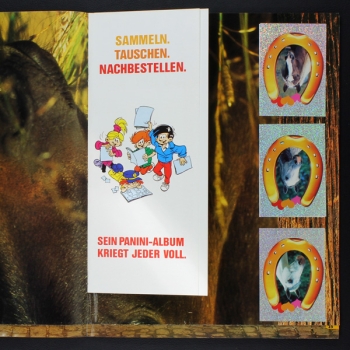 SAMMELN.
TAUSCHEN.
NACHBESTELLEN.
SEIN PANINI-ALBUM
KRIEGT JEDER VOLL.